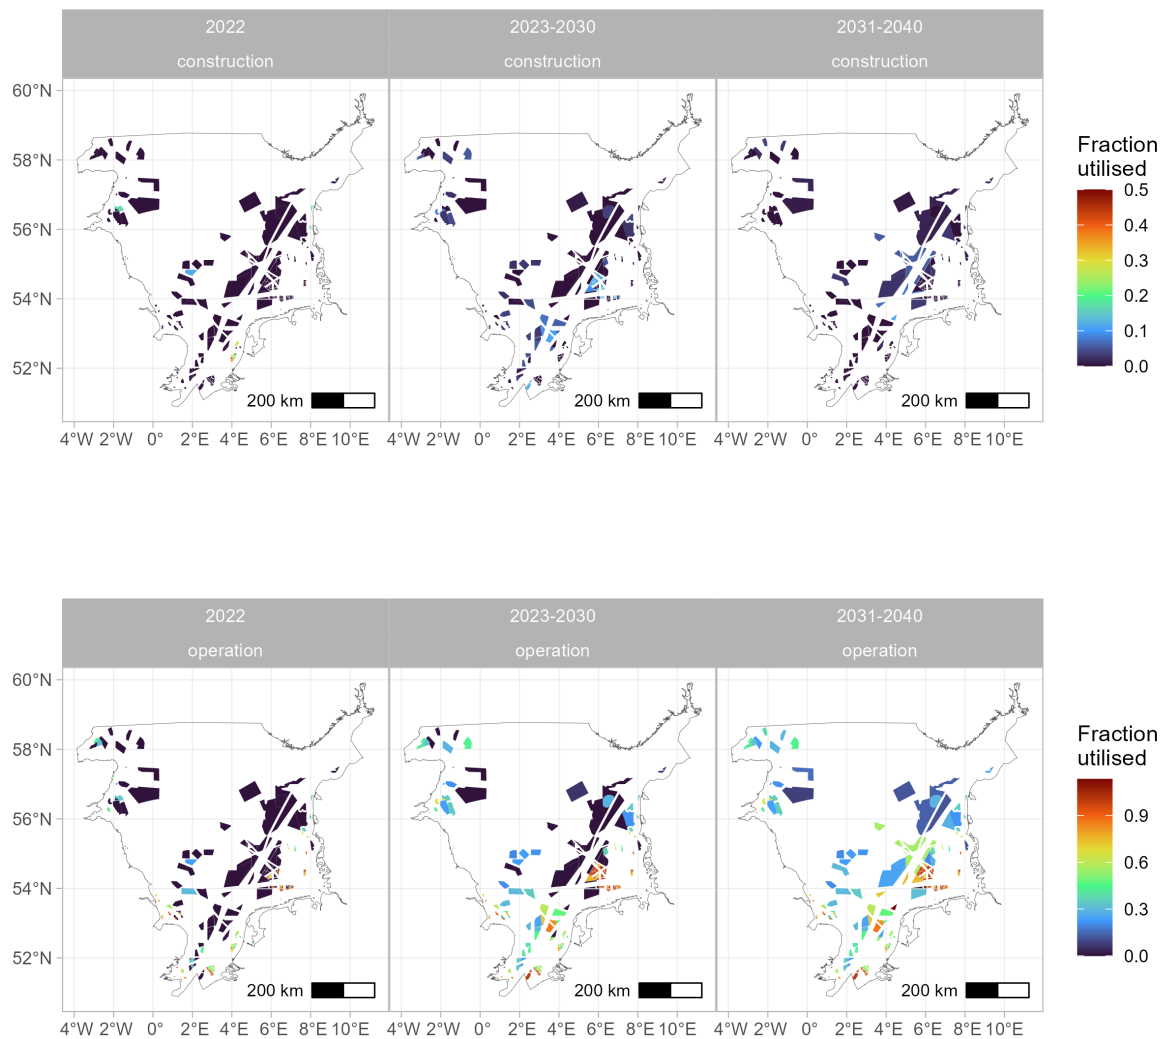 2022 2023-2030 2031-2040
construction construction construction
60°N
58°N
56°N
54°N
52°N
200 km 200 km 200 km
4°W 2°W 0° 2°E 4°E 6°E 8°E 10°E 4°W 2°W 0° 2°E 4°E 6°E 8°E 10°E 4°W 2°W 0° 2°E 4°E 6°E 8°E 10°E
Fraction
utilised
0.5
0.4
0.3
0.2
0.1
0.0
2022 2023-2030 2031-2040
operation operation operation
60°N
58°N
56°N
54°N
52°N
200 km 200 km 200 km
4°W 2°W 0° 2°E 4°E 6°E 8°E 10°E 4°W 2°W 0° 2°E 4°E 6°E 8°E 10°E 4°W 2°W 0° 2°E 4°E 6°E 8°E 10°E
Fraction
utilised
0.9
0.6
0.3
0.0